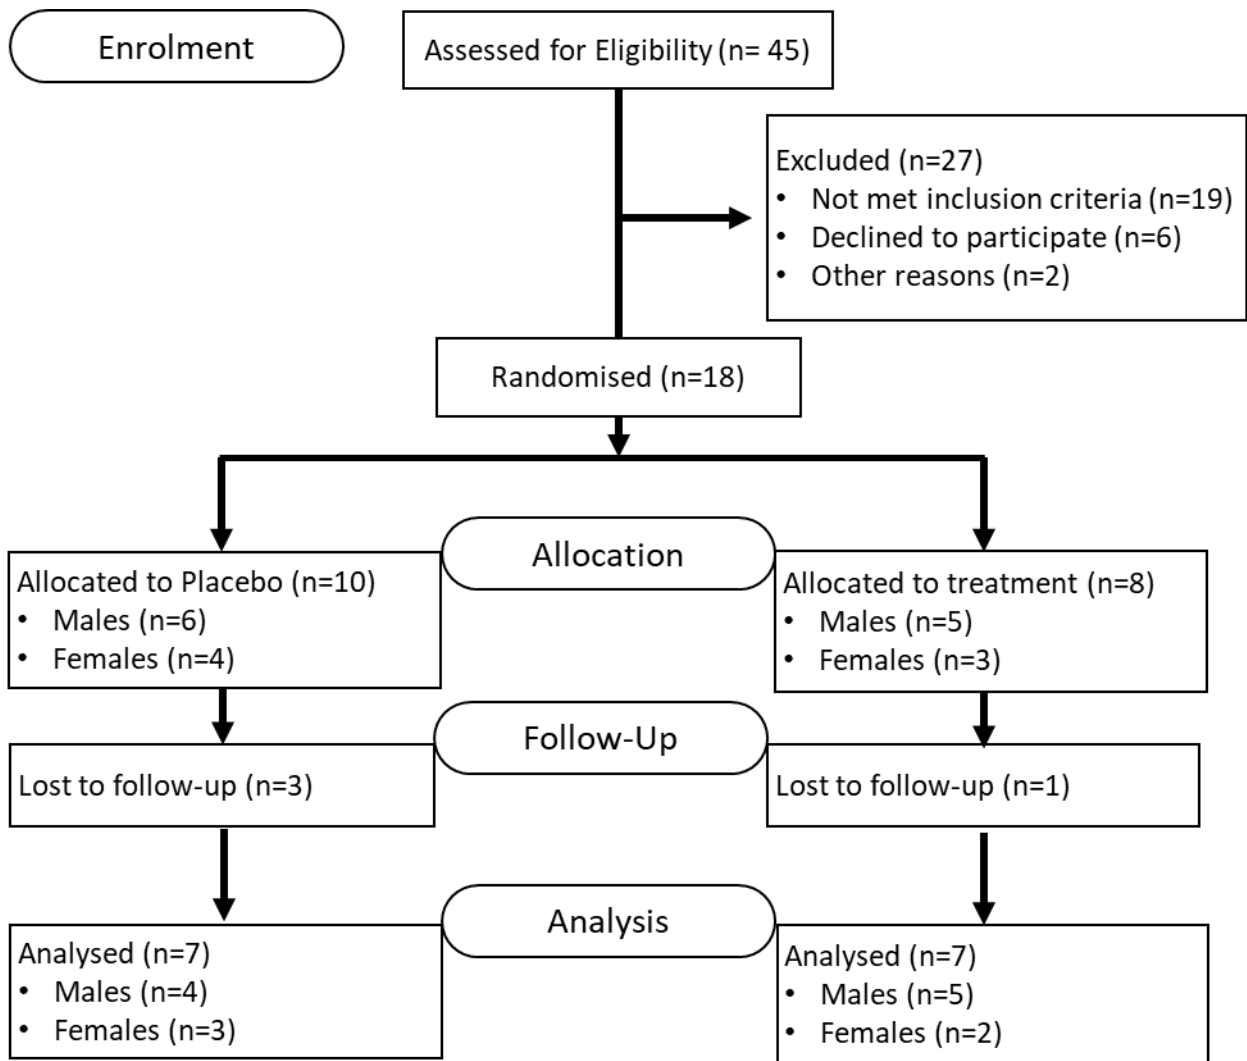 Enrolment
Assessed for Eligibility (n= 45)
Excluded (n=27)
• Not met inclusion criteria (n=19)
• Declined to participate (n=6)
• Other reasons (n=2)
Randomised (n=18)
Allocation
Allocated to Placebo (n=10)
• Males (n=6)
• Females (n=4)
Allocated to treatment (n=8)
• Males (n=5)
• Females (n=3)
Follow-Up
Lost to follow-up (n=3)
Lost to follow-up (n=1)
Analysis
Analysed (n=7)
• Males (n=4)
• Females (n=3)
Analysed (n=7)
• Males (n=5)
• Females (n=2)